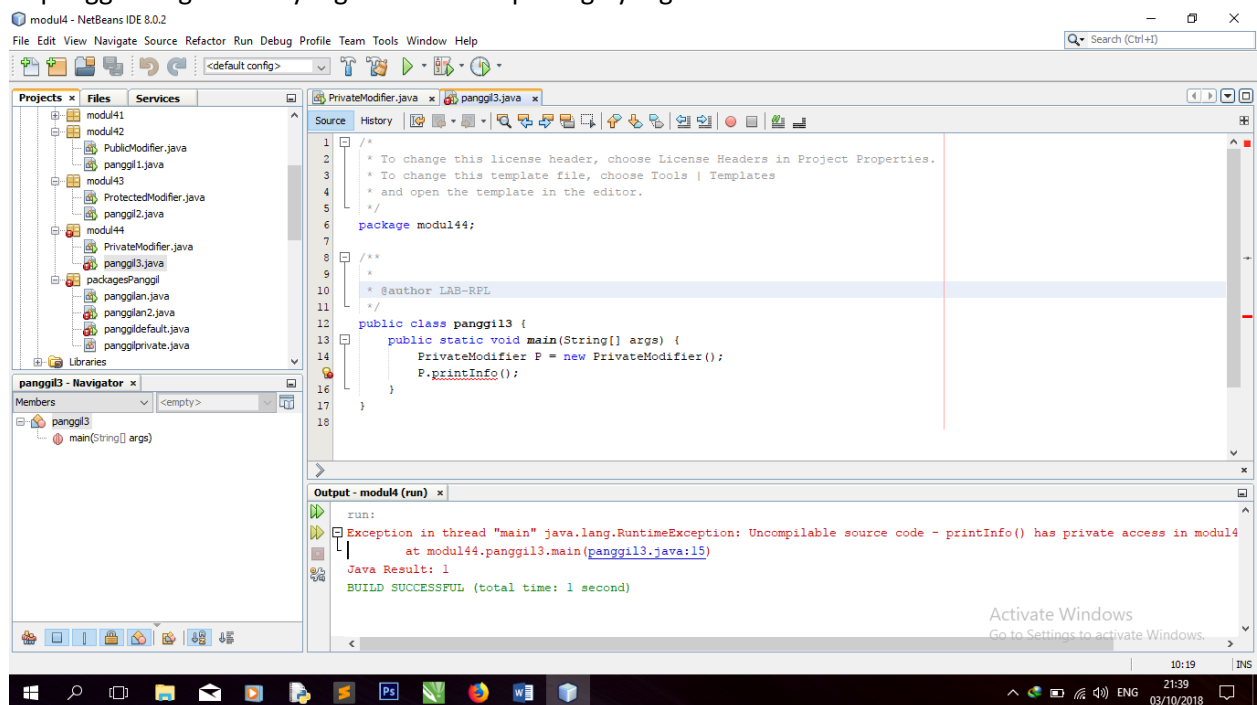 modul4 - NetBeans IDE 8.0.2
File Edit View Navigate Source Refactor Run Debug Profile Team Tools Window Help
Search (Ctrl+I)
<default config>
Projects Files Services
modul41
modul42
PublicModifier.java
panggil1.java
modul43
ProtectedModifier.java
panggil2.java
modul44
PrivateModifier.java
panggil3.java
packagesPanggil
panggilan.java
panggilan2.java
panggildefault.java
panggilprivate.java
Libraries
panggil3 - Navigator
Members <empty>
panggil3
main(String[] args)
PrivateModifier.java panggil3.java
Source History
1 /*
2 * To change this license header, choose License Headers in Project Properties.
3 * To change this template file, choose Tools | Templates
4 * and open the template in the editor.
5 */
6 package modul44;
7
8 /**
9 *
10 * @author LAB-RPL
11 */
12 public class panggil3 {
13 public static void main(String[] args) {
14 PrivateModifier P = new PrivateModifier();
P.printInfo();
16 }
17 }
18
Output - modul4 (run)
run:
Exception in thread "main" java.lang.RuntimeException: Uncompilable source code - printInfo() has private access in modul4
at modul44.panggil3.main(panggil3.java:15)
Java Result: 1
BUILD SUCCESSFUL (total time: 1 second)
Activate Windows
Go to Settings to activate Windows.
10:19 INS
Ps
ENG
21:39
03/10/2018